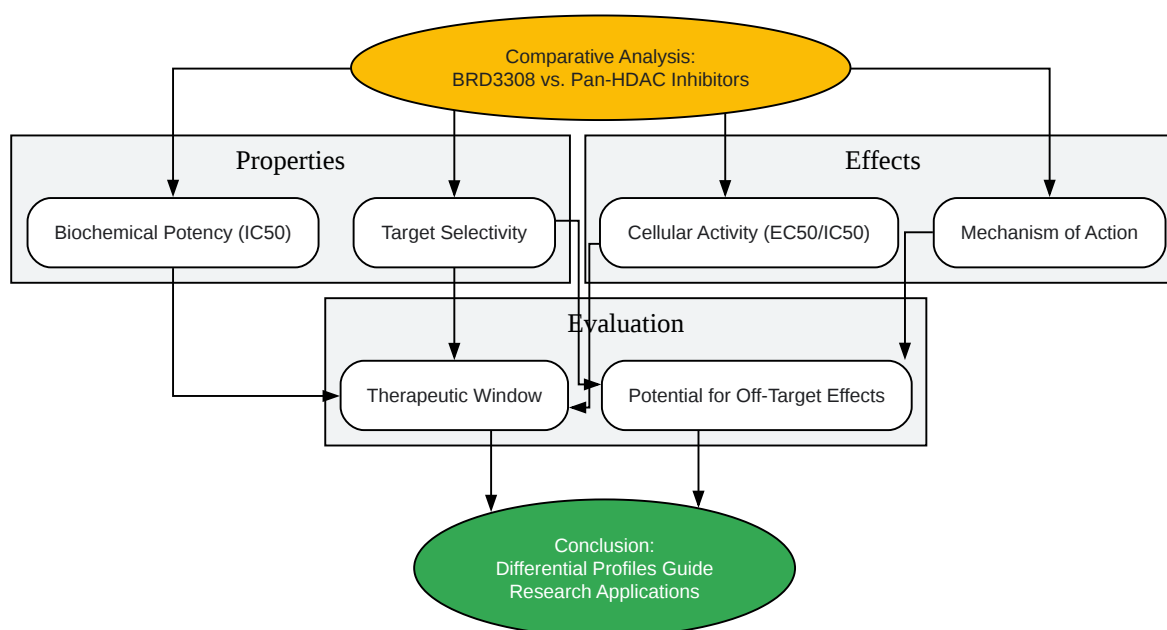 Comparative Analysis:
BRD3308 vs. Pan-HDAC Inhibitors
Properties
Effects
Biochemical Potency (IC50)
Target Selectivity
Cellular Activity (EC50/IC50)
Mechanism of Action
Evaluation
Therapeutic Window
Potential for Off-Target Effects
Conclusion:
Differential Profiles Guide
Research Applications